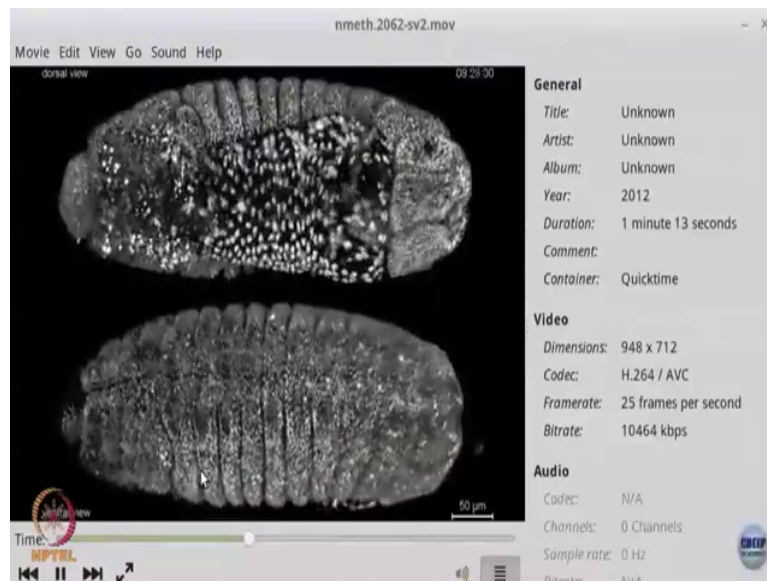 nmeth.2062-sv2.mov
Movie Edit View Go Sound Help
dorsal view
General
Title: Unknown
Artist: Unknown
Album: Unknown
Year: 2012
Duration: 1 minute 13 seconds
Comment:
Container: Quicktime
Video
Dimensions: 948 x 712
Codec: H.264 / AVC
Framerate: 25 frames per second
Bitrate: 10464 kbps
Audio
Codec: N/A
Channels: 0 Channels
Sample rate: 0 Hz
50 µm
view
Time:
NPTEL